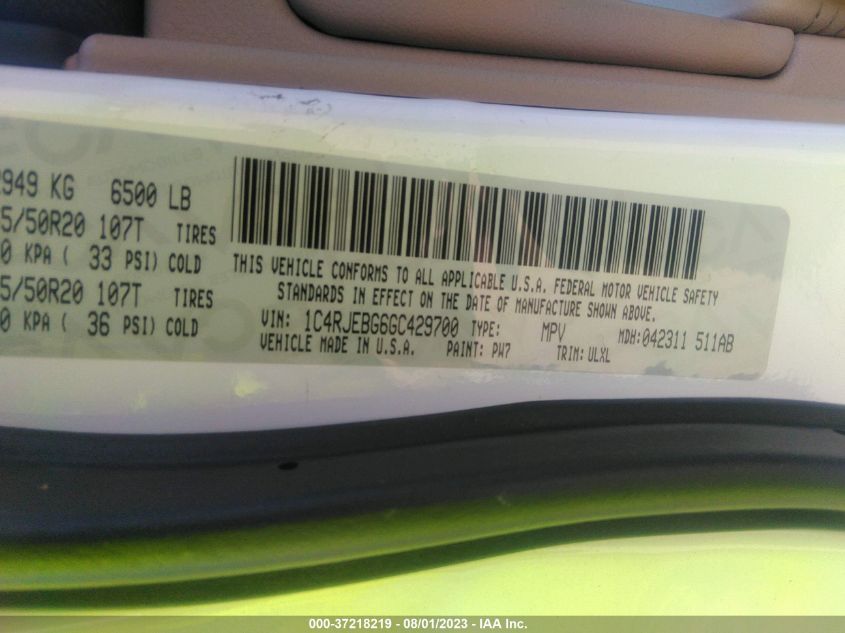 2949 KG 6500 LB
5/50R20 107T TIRES
0 KPA ( 33 PSI) COLD
5/50R20 107T TIRES
0 KPA ( 36 PSI) COLD
THIS VEHICLE CONFORMS TO ALL APPLICABLE U.S.A. FEDERAL MOTOR VEHICLE SAFETY
STANDARDS IN EFFECT ON THE DATE OF MANUFACTURE SHOWN ABOVE.
VIN: 1C4RJEBG6GC429700 TYPE: MPV MDH:042311 511AB
VEHICLE MADE IN U.S.A. PAINT: PW7 TRIM: ULXL
000-37218219 - 08/01/2023 - IAA Inc.